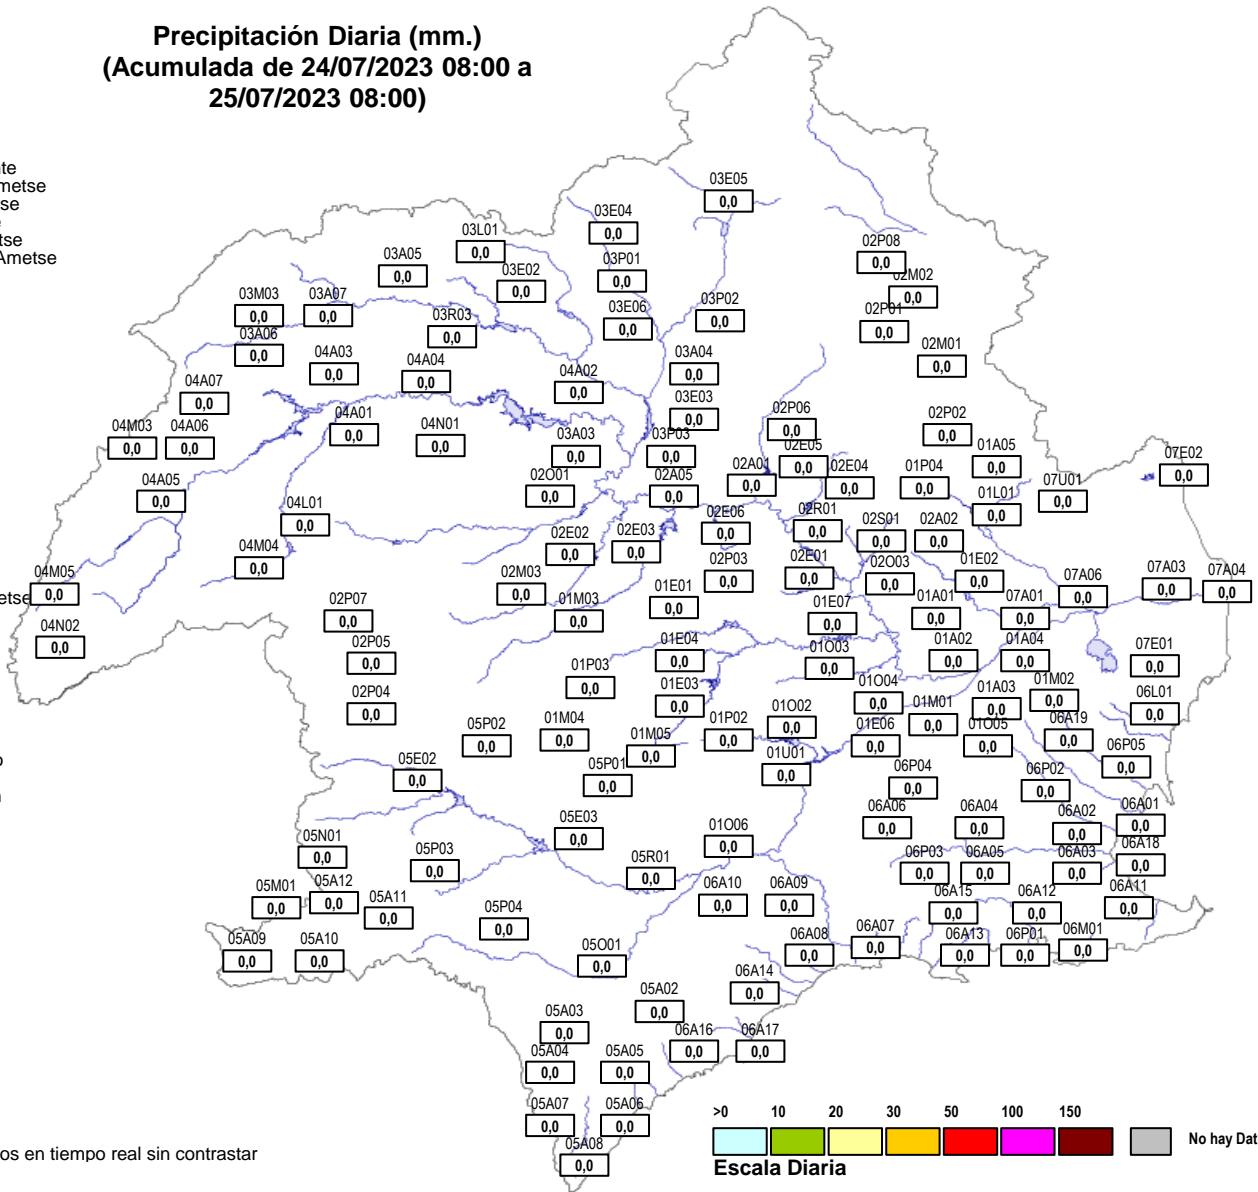 Precipitación Diaria (mm.)
(Acumulada de 24/07/2023 08:00 a
25/07/2023 08:00)
03E05
0,0
03E04
0,0
03L01
0,0
03A05
0,0
03P01
0,0
03E02
0,0
02P08
0,0
02M02
0,0
03M03
0,0
03A07
0,0
03R03
0,0
03E06
0,0
03P02
0,0
02P01
0,0
03A06
0,0
04A03
0,0
04A04
0,0
04A02
0,0
03A04
0,0
02M01
0,0
04A07
0,0
04A01
0,0
04N01
0,0
03E03
0,0
02P06
0,0
02P02
0,0
04M03
0,0
04A06
0,0
03A03
0,0
03P03
0,0
02E05
0,0
01A05
0,0
07E02
0,0
04A05
0,0
02O01
0,0
02A05
0,0
02A01
0,0
02E04
0,0
01P04
0,0
07U01
0,0
04L01
0,0
01L01
0,0
02E02
0,0
02E03
0,0
02E06
0,0
02R01
0,0
02S01
0,0
02A02
0,0
04M04
0,0
02P03
0,0
02E01
0,0
02O03
0,0
01E02
0,0
04M05
0,0
02M03
0,0
01M03
0,0
01E01
0,0
07A06
0,0
07A03
0,0
07A04
0,0
02P07
0,0
01E07
0,0
01A01
0,0
07A01
0,0
04N02
0,0
02P05
0,0
01E04
0,0
01O03
0,0
01A02
0,0
01A04
0,0
07E01
0,0
02P04
0,0
01P03
0,0
01E03
0,0
01O04
0,0
01A03
0,0
01M02
0,0
06L01
0,0
05P02
0,0
01M04
0,0
01M05
0,0
01P02
0,0
01O02
0,0
01E06
0,0
01M01
0,0
01O05
0,0
06A19
0,0
06P05
0,0
05E02
0,0
05P01
0,0
01U01
0,0
06P04
0,0
06P02
0,0
05E03
0,0
01O06
0,0
06A06
0,0
06A04
0,0
06A02
0,0
06A01
0,0
05N01
0,0
05P03
0,0
05R01
0,0
06P03
0,0
06A05
0,0
06A03
0,0
06A18
0,0
05M01
0,0
05A12
0,0
05A11
0,0
06A10
0,0
06A09
0,0
06A15
0,0
06A12
0,0
06A11
0,0
05P04
0,0
05A09
0,0
05A10
0,0
05O01
0,0
06A08
0,0
06A07
0,0
06A13
0,0
06P01
0,0
06M01
0,0
06A14
0,0
05A02
0,0
05A03
0,0
06A16
0,0
06A17
0,0
05A04
0,0
05A05
0,0
05A07
0,0
05A06
0,0
05A08
0,0
>0 10 20 30 50 100 150
No hay Dat
Escala Diaria
os en tiempo real sin contrastar